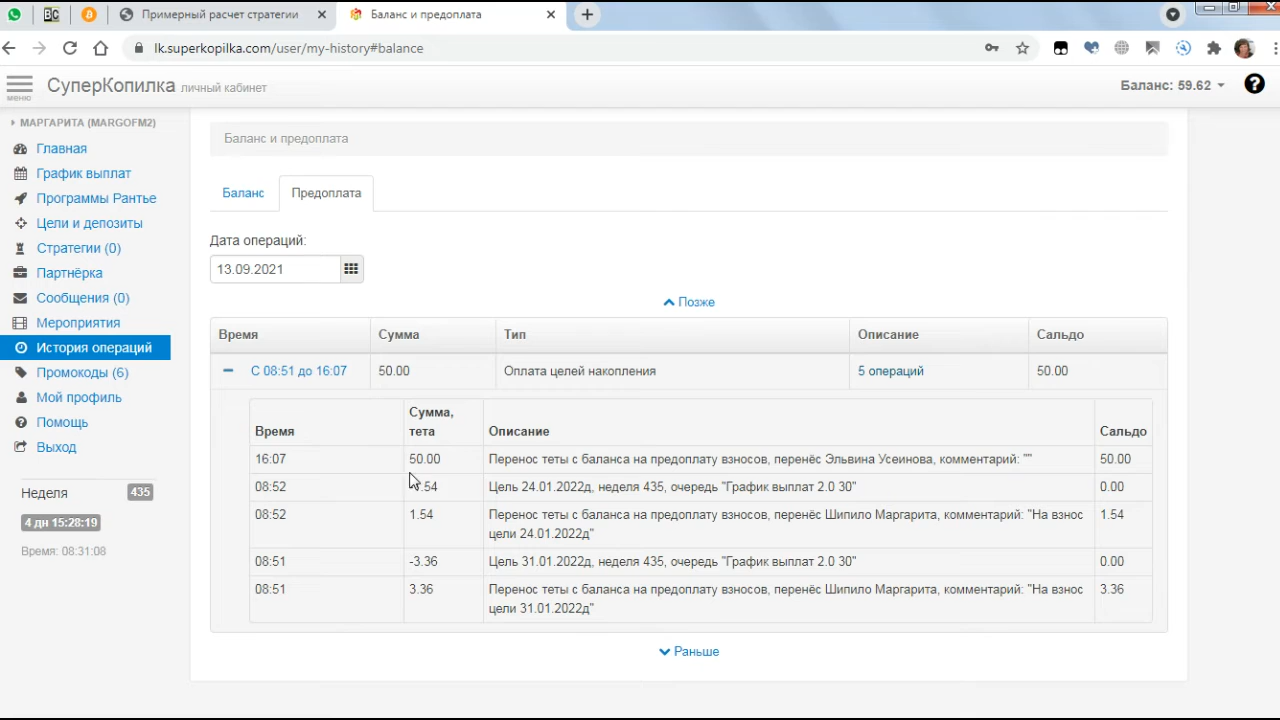 BC
Примерный расчет стратегии
Баланс и предоплата
lk.superkopilka.com/user/my-history#balance
меню
СуперКопилка личный кабинет
Баланс: 59.62
МАРГАРИТА (MARGOFM2)
Главная
График выплат
Программы Рантье
Цели и депозиты
Стратегии (0)
Партнёрка
Сообщения (0)
Мероприятия
История операций
Промокоды (6)
Мой профиль
Помощь
Выход
Неделя 435
4 дн 15:28:19
Время: 08:31:08
Баланс и предоплата
Баланс Предоплата
Дата операций:
13.09.2021
Позже
Время Сумма Тип Описание Сальдо
С 08:51 до 16:07 50.00 Оплата целей накопления 5 операций 50.00
Время Сумма, тета Описание Сальдо
16:07 50.00 Перенос теты с баланса на предоплату взносов, перенёс Эльвина Усеинова, комментарий: "" 50.00
08:52 .54 Цель 24.01.2022д, неделя 435, очередь "График выплат 2.0 30" 0.00
08:52 1.54 Перенос теты с баланса на предоплату взносов, перенёс Шипило Маргарита, комментарий: "На взнос 1.54
цели 24.01.2022д"
08:51 -3.36 Цель 31.01.2022д, неделя 435, очередь "График выплат 2.0 30" 0.00
08:51 3.36 Перенос теты с баланса на предоплату взносов, перенёс Шипило Маргарита, комментарий: "На взнос 3.36
цели 31.01.2022д"
Раньше